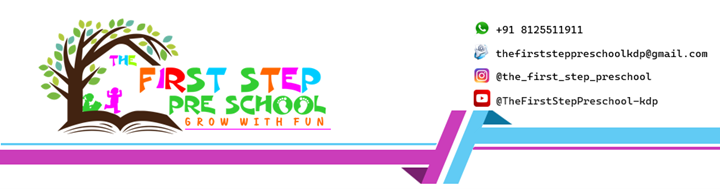 THE
FIRST STEP
PRE SCHOOL
GROW WITH FUN
+91 8125511911
thefirststeppreschoolkdp@gmail.com
@the_first_step_preschool
@TheFirstStepPreschool-kdp